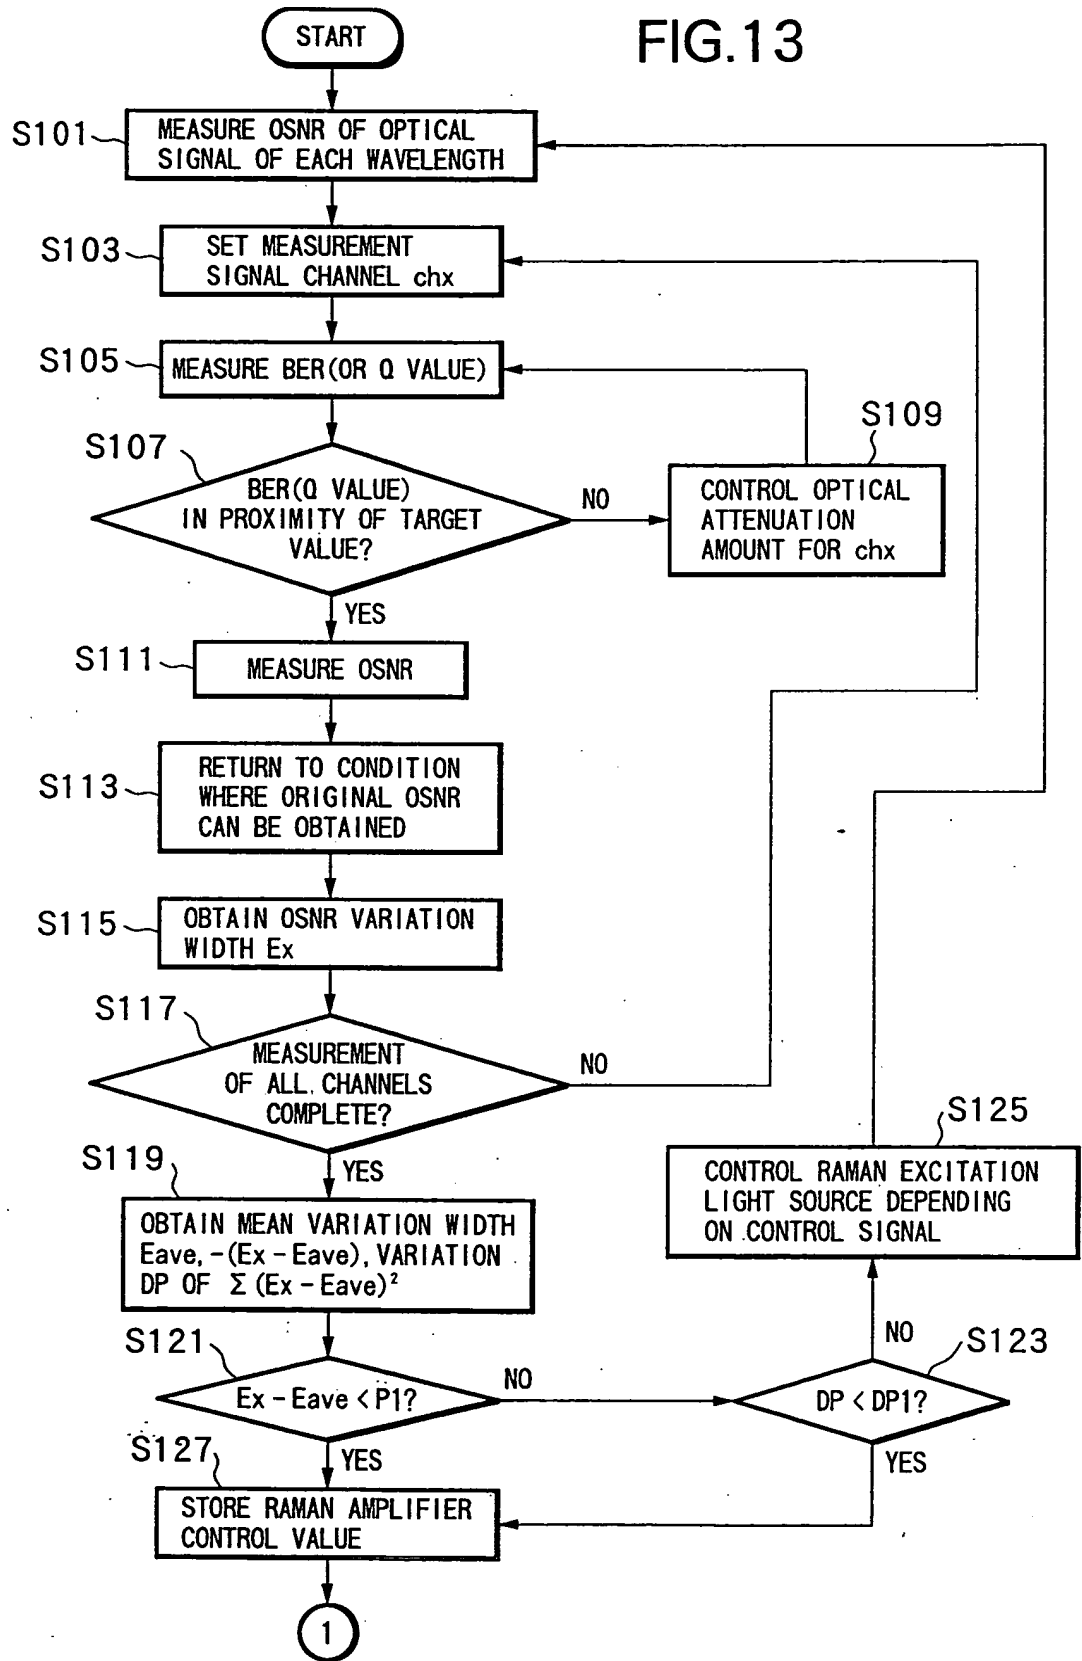 FIG.13
START
S101
MEASURE OSNR OF OPTICAL
SIGNAL OF EACH WAVELENGTH
S103
SET MEASUREMENT
SIGNAL CHANNEL chx
S105
MEASURE BER(OR Q VALUE)
S107
BER(Q VALUE)
IN PROXIMITY OF TARGET
VALUE?
NO
S109
CONTROL OPTICAL
ATTENUATION
AMOUNT FOR chx
YES
S111
MEASURE OSNR
S113
RETURN TO CONDITION
WHERE ORIGINAL OSNR
CAN BE OBTAINED
S115
OBTAIN OSNR VARIATION
WIDTH Ex
S117
MEASUREMENT
OF ALL CHANNELS
COMPLETE?
NO
YES
S119
OBTAIN MEAN VARIATION WIDTH
Eave, -(Ex - Eave), VARIATION
DP OF Σ (Ex - Eave)²
S121
Ex - Eave < P1?
NO
S123
DP < DP1?
NO
S125
CONTROL RAMAN EXCITATION
LIGHT SOURCE DEPENDING
ON CONTROL SIGNAL
YES
YES
S127
STORE RAMAN AMPLIFIER
CONTROL VALUE
1